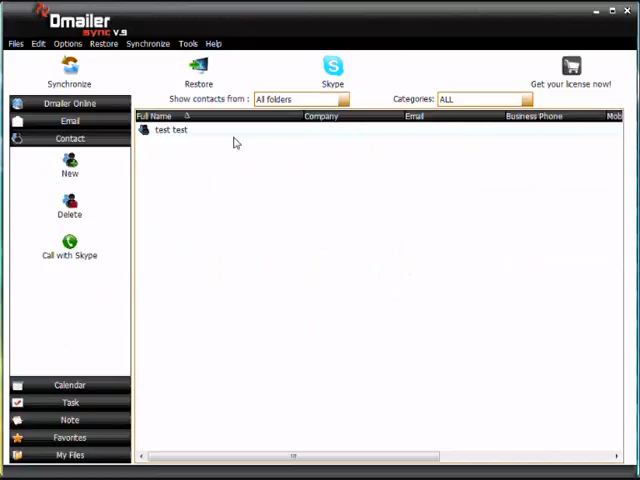 Dmailer
sync v.9
Files Edit Options Restore Synchronize Tools Help
Synchronize Restore Skype Get your license now!
Show contacts from : All folders Categories: ALL
Dmailer Online
Email
Contact
New
Delete
Call with Skype
Calendar
Task
Note
Favorites
My Files
Full Name Company Email Business Phone Mob
test test